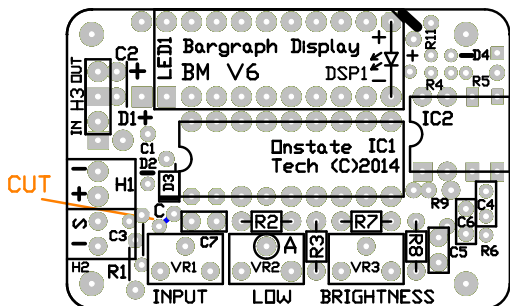 LED1
Bargraph Display
BM V6
DSP1
+
-
+
R11
D4
R4
R5
C2
+
IN H3 OUT
D1+
C1
D2
D3
Onstate IC1
Tech (C)2014
IC2
CUT
-
+
H1
S
-
H2
C
C3
R1
C7
R2
A
R3
R7
R8
C5
C6
C4
R9
R6
VR1
VR2
VR3
INPUT
LOW
BRIGHTNESS